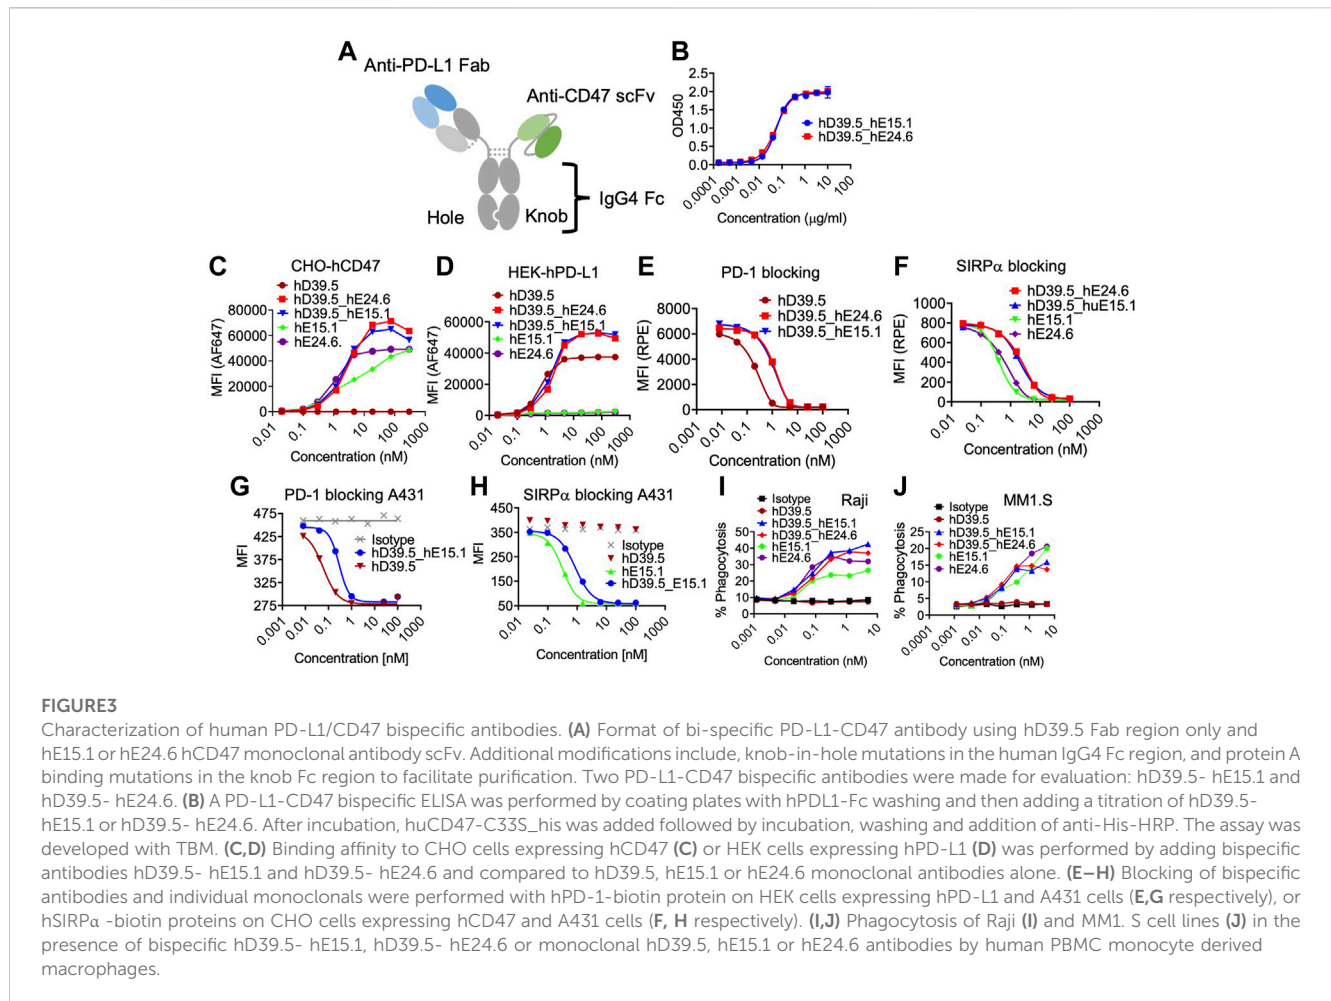 A
Anti-PD-L1 Fab
Anti-CD47 scFv
IgG4 Fc
Hole
Knob
B
OD450
2.5
2.0
1.5
1.0
0.5
0.0
hD39.5_hE15.1
hD39.5_hE24.6
0.0001
0.001
0.01
0.1
1
10
100
Concentration (µg/ml)
C
CHO-hCD47
hD39.5
hD39.5_hE24.6
hD39.5_hE15.1
hE15.1
hE24.6.
MFI (AF647)
80000
60000
40000
20000
0
0.01
0.1
1
10
100
1000
Concentration (nM)
D
HEK-hPD-L1
hD39.5
hD39.5_hE24.6
hD39.5_hE15.1
hE15.1
hE24.6
MFI (AF647)
60000
40000
20000
0
0.01
0.1
1
10
100
1000
Concentration (nM)
E
PD-1 blocking
hD39.5
hD39.5_hE24.6
hD39.5_hE15.1
MFI (RPE)
8000
6000
4000
2000
0
0.001
0.01
0.1
1
10
100
1000
Concentration (nM)
F
SIRPα blocking
hD39.5_hE24.6
hD39.5_huE15.1
hE15.1
hE24.6
MFI (RPE)
1000
800
600
400
200
0
0.01
0.1
1
10
100
1000
Concentration (nM)
G
PD-1 blocking A431
MFI
475
425
375
325
275
Isotype
hD39.5_hE15.1
hD39.5
0.001
0.01
0.1
1
10
100
1000
Concentration [nM]
H
SIRPα blocking A431
MFI
450
350
250
150
50
Isotype
hD39.5
hE15.1
hD39.5_E15.1
0.01
0.1
1
10
100
1000
Concentration [nM]
I
Raji
Isotype
hD39.5
hD39.5_hE15.1
hD39.5_hE24.6
hE15.1
hE24.6
% Phagocytosis
50
40
30
20
10
0
0.001
0.01
0.1
1
10
Concentration (nM)
J
MM1.S
Isotype
hD39.5
hD39.5_hE15.1
hD39.5_hE24.6
hE15.1
hE24.6
% Phagocytosis
25
20
15
10
5
0
0.0001
0.001
0.01
0.1
1
10
Concentration (nM)
FIGURE3
Characterization of human PD-L1/CD47 bispecific antibodies. (A) Format of bi-specific PD-L1-CD47 antibody using hD39.5 Fab region only and
hE15.1 or hE24.6 hCD47 monoclonal antibody scFv. Additional modifications include, knob-in-hole mutations in the human IgG4 Fc region, and protein A
binding mutations in the knob Fc region to facilitate purification. Two PD-L1-CD47 bispecific antibodies were made for evaluation: hD39.5- hE15.1 and
hD39.5- hE24.6. (B) A PD-L1-CD47 bispecific ELISA was performed by coating plates with hPDL1-Fc washing and then adding a titration of hD39.5-
hE15.1 or hD39.5- hE24.6. After incubation, huCD47-C33S_his was added followed by incubation, washing and addition of anti-His-HRP. The assay was
developed with TBM. (C,D) Binding affinity to CHO cells expressing hCD47 (C) or HEK cells expressing hPD-L1 (D) was performed by adding bispecific
antibodies hD39.5- hE15.1 and hD39.5- hE24.6 and compared to hD39.5, hE15.1 or hE24.6 monoclonal antibodies alone. (E–H) Blocking of bispecific
antibodies and individual monoclonals were performed with hPD-1-biotin protein on HEK cells expressing hPD-L1 and A431 cells (E,G respectively), or
hSIRPα -biotin proteins on CHO cells expressing hCD47 and A431 cells (F, H respectively). (I,J) Phagocytosis of Raji (I) and MM1. S cell lines (J) in the
presence of bispecific hD39.5- hE15.1, hD39.5- hE24.6 or monoclonal hD39.5, hE15.1 or hE24.6 antibodies by human PBMC monocyte derived
macrophages.